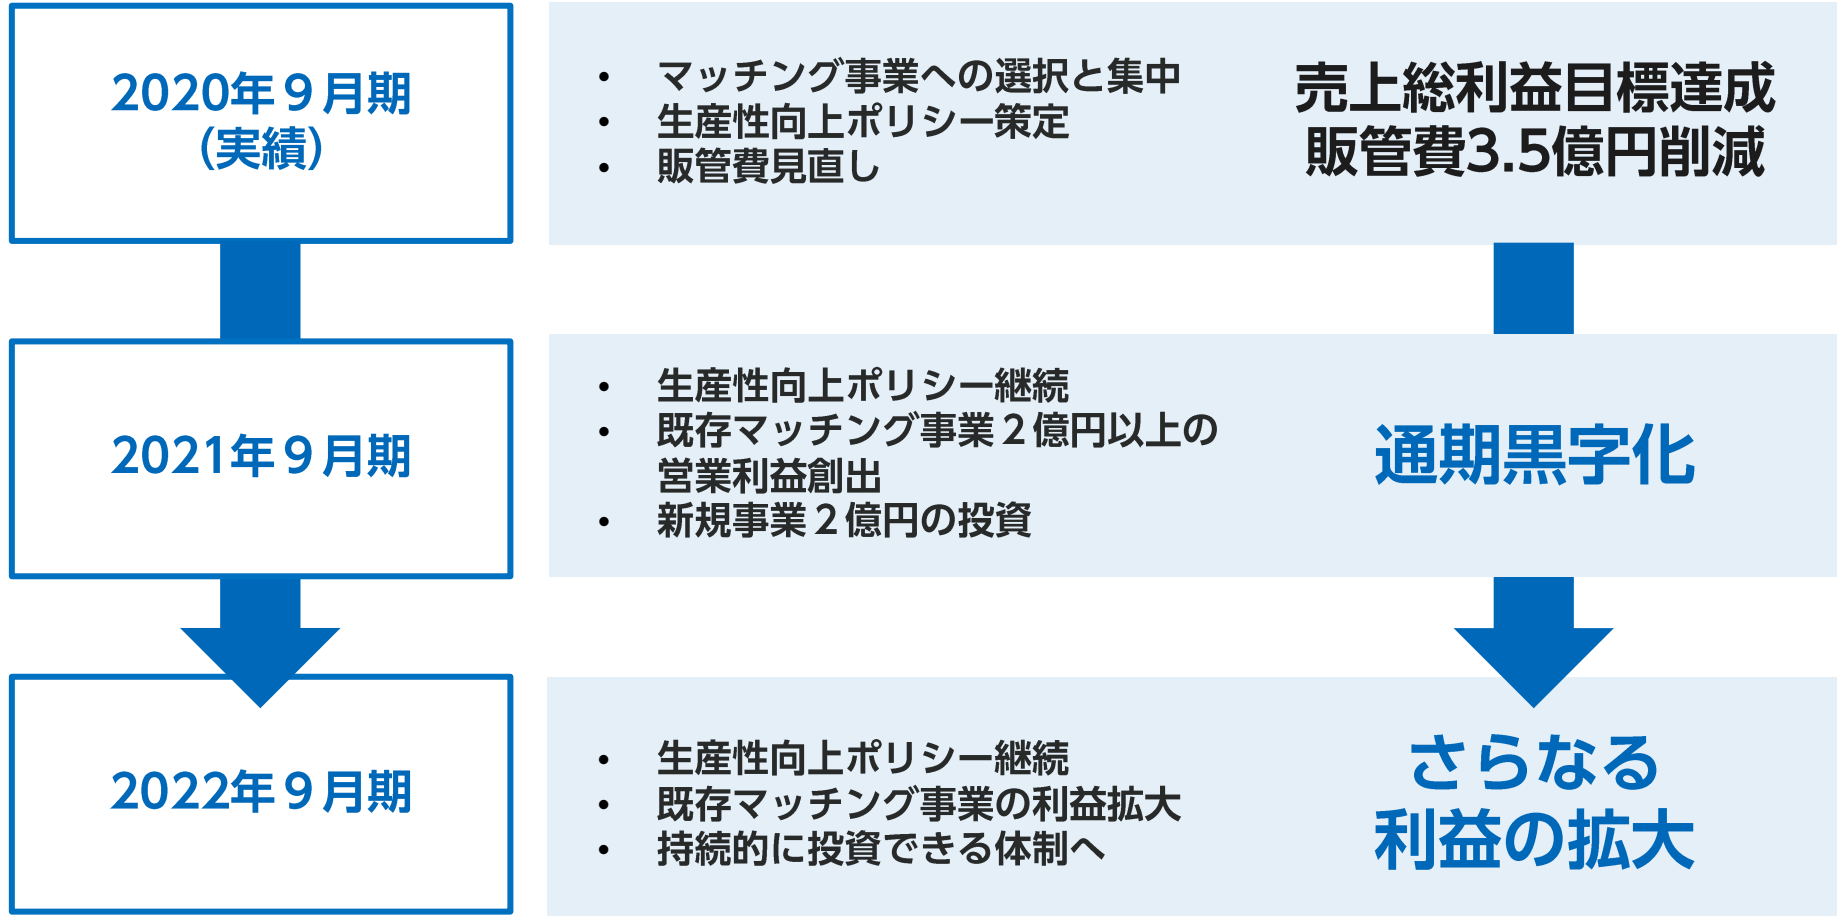 2020年９月期
(実績)
• マッチング事業への選択と集中
• 生産性向上ポリシー策定
• 販管費見直し
売上総利益目標達成
販管費3.5億円削減
2021年９月期
• 生産性向上ポリシー継続
• 既存マッチング事業２億円以上の
営業利益創出
• 新規事業２億円の投資
通期黒字化
2022年９月期
• 生産性向上ポリシー継続
• 既存マッチング事業の利益拡大
• 持続的に投資できる体制へ
さらなる
利益の拡大